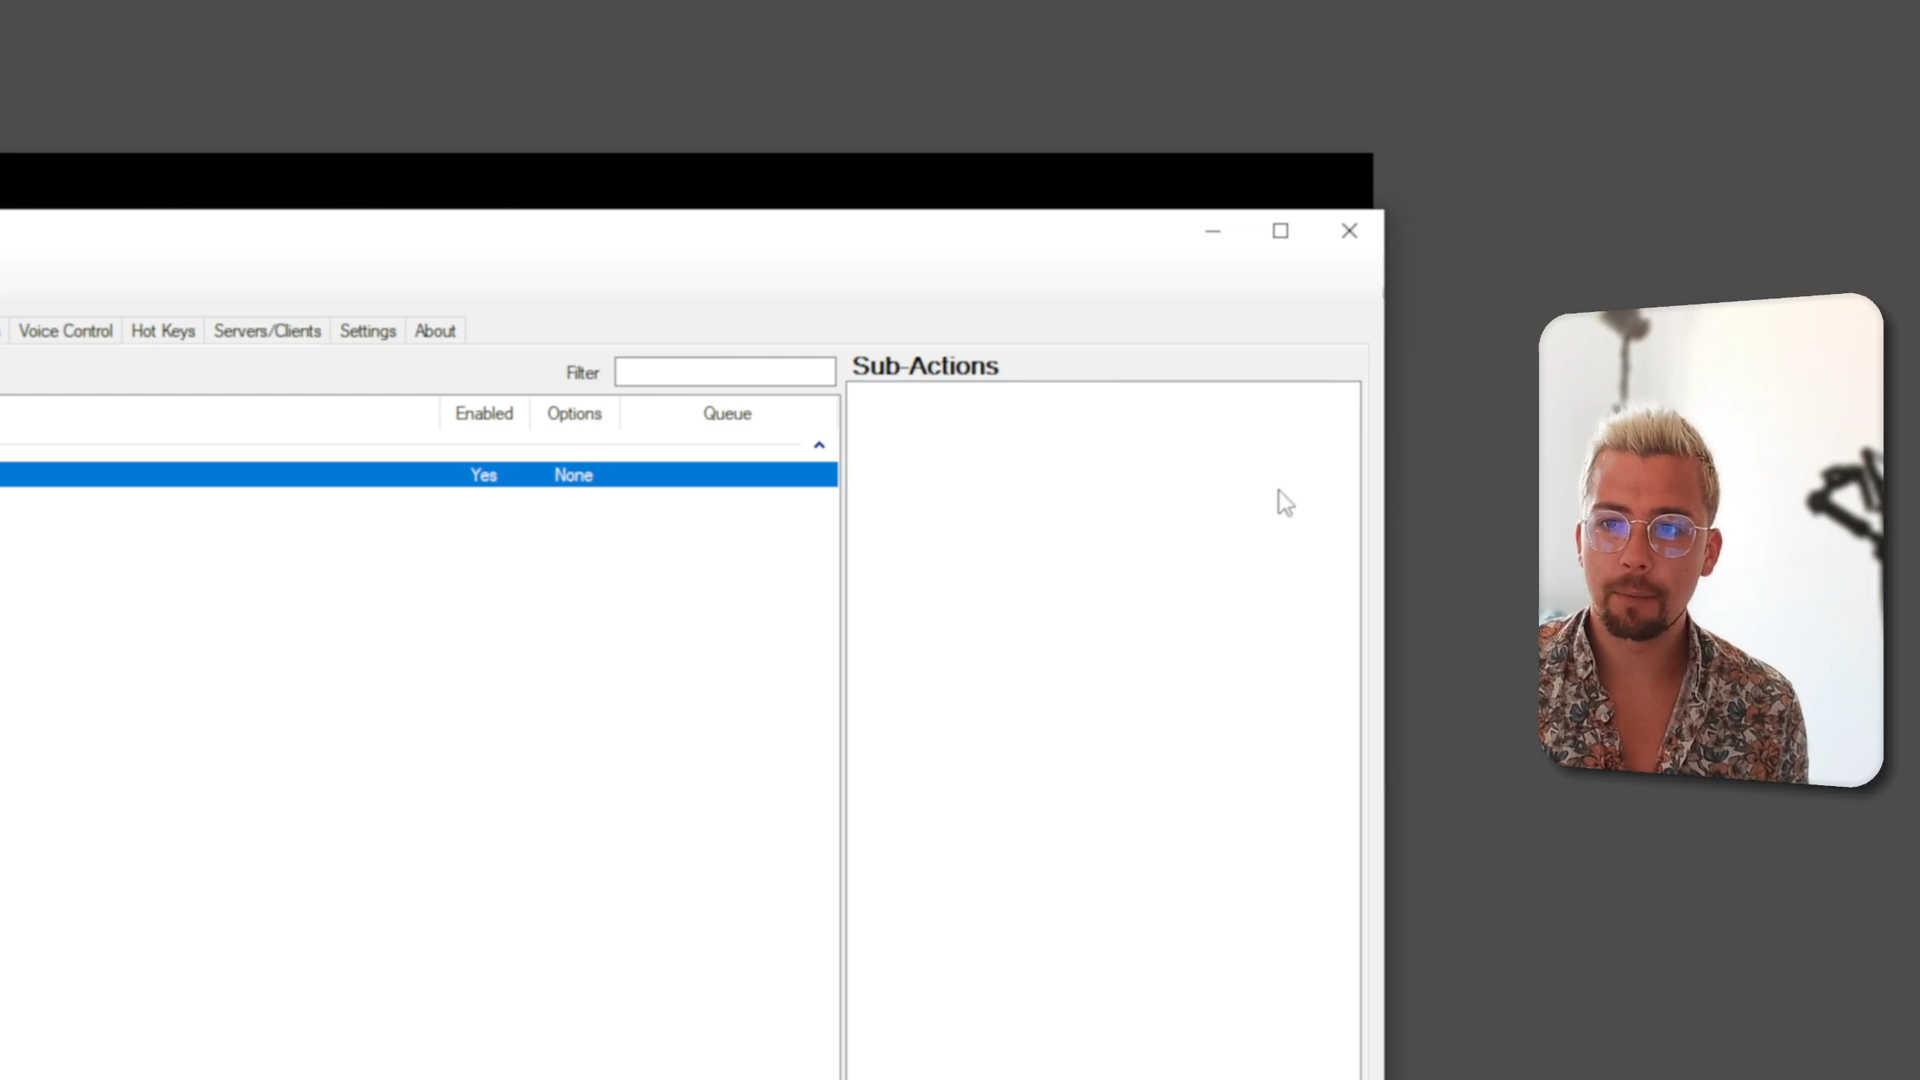 Voice Control Hot Keys Servers/Clients Settings About
Filter
Sub-Actions
Enabled Options Queue
Yes None